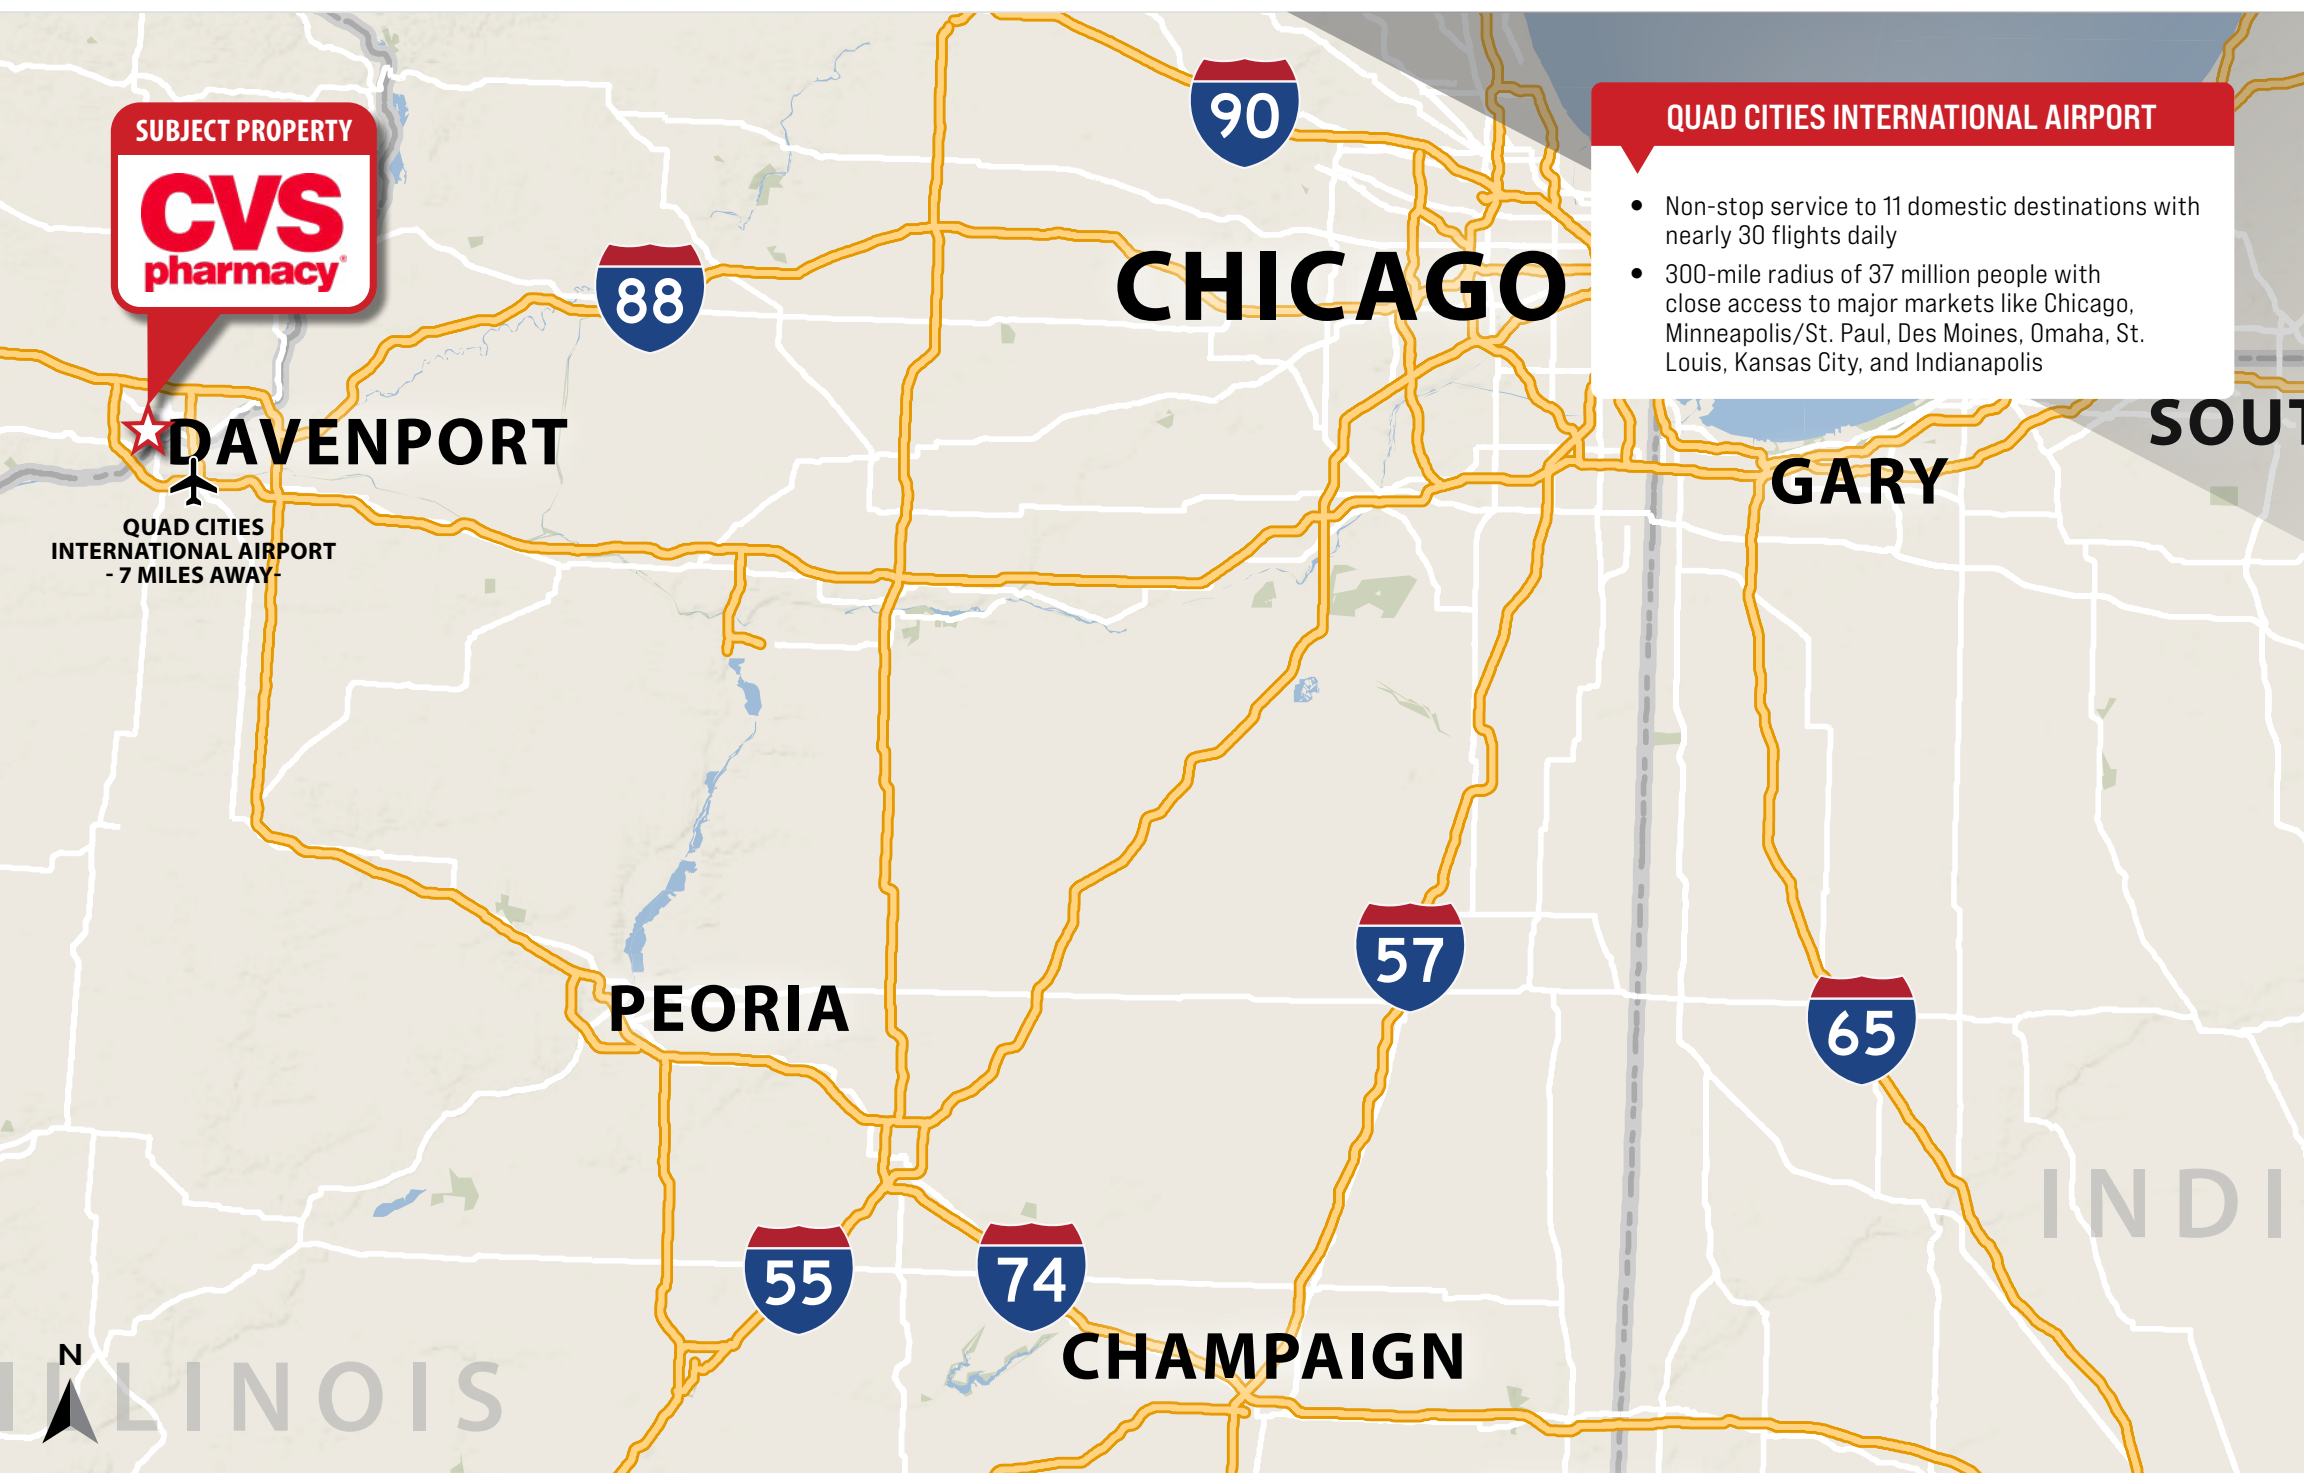 90
QUAD CITIES INTERNATIONAL AIRPORT
SUBJECT PROPERTY
CVS
pharmacy®
• Non-stop service to 11 domestic destinations with
nearly 30 flights daily
• 300-mile radius of 37 million people with
close access to major markets like Chicago,
Minneapolis/St. Paul, Des Moines, Omaha, St.
Louis, Kansas City, and Indianapolis
88
CHICAGO
DAVENPORT
SOUT
GARY
QUAD CITIES
INTERNATIONAL AIRPORT
- 7 MILES AWAY-
57
PEORIA
65
INDI
55
74
CHAMPAIGN
N
ILLINOIS